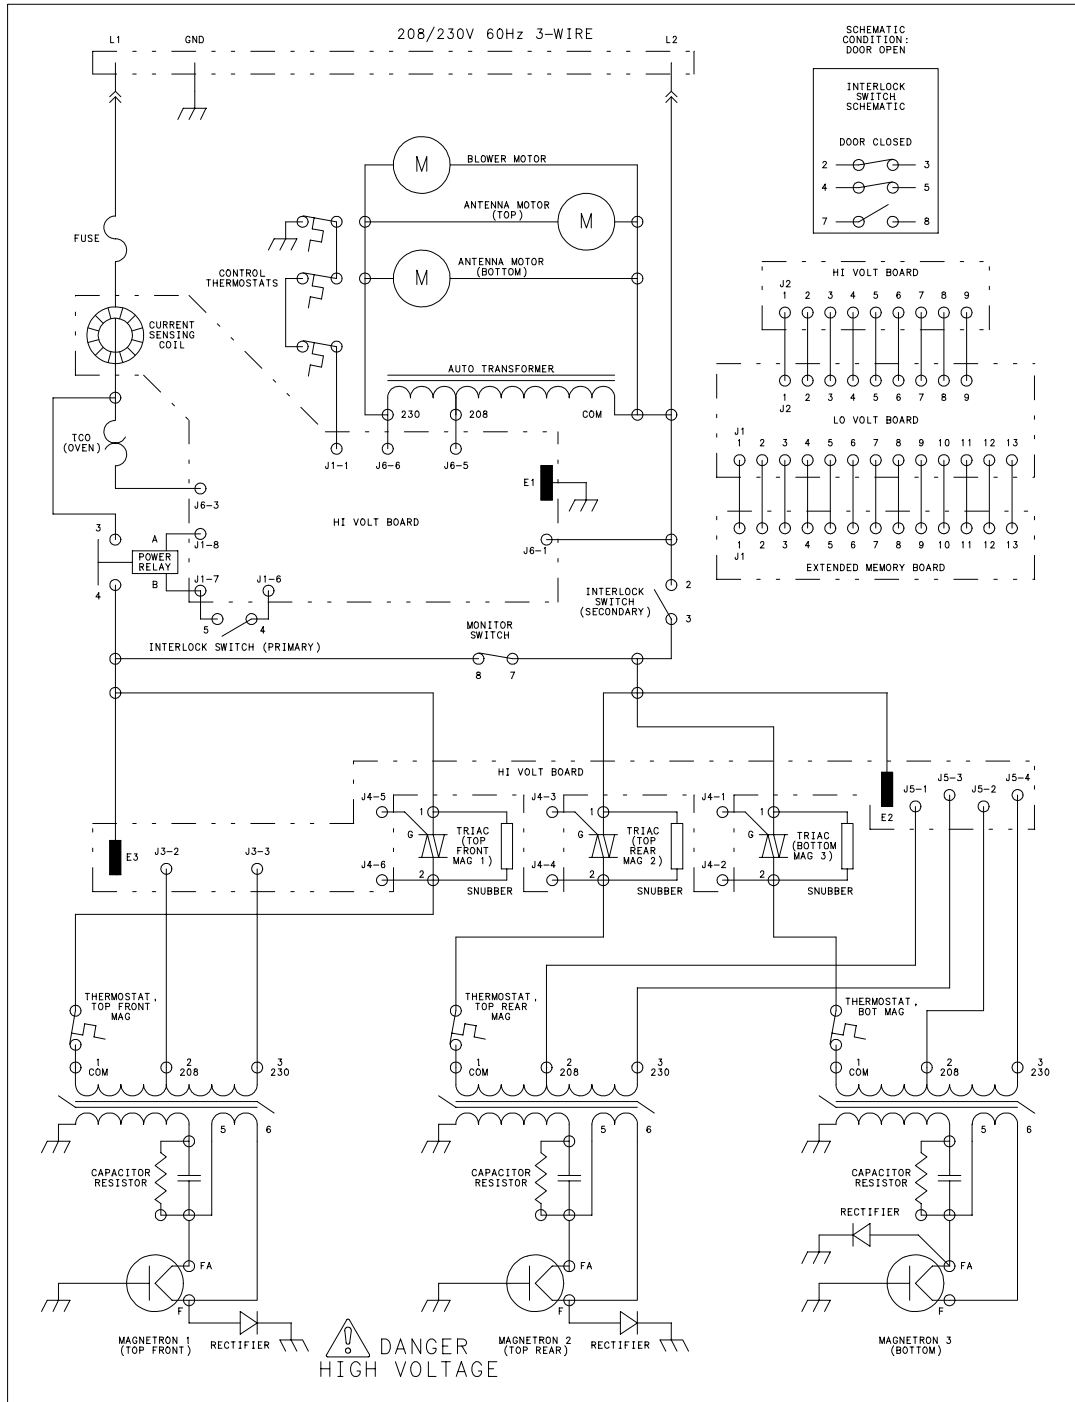 208/230V 60Hz 3-WIRE
L1
GND
L2
SCHEMATIC
CONDITION:
DOOR OPEN
INTERLOCK
SWITCH
SCHEMATIC
DOOR CLOSED
2 3
4 5
7 8
M
BLOWER MOTOR
ANTENNA MOTOR
(TOP)
M
ANTENNA MOTOR
(BOTTOM)
M
FUSE
CONTROL
THERMOSTATS
CURRENT
SENSING
COIL
AUTO TRANSFORMER
230
208
COM
HI VOLT BOARD
J2
1 2 3 4 5 6 7 8 9
1 2 3 4 5 6 7 8 9
J2
LO VOLT BOARD
J1
1 2 3 4 5 6 7 8 9 10 11 12 13
1 2 3 4 5 6 7 8 9 10 11 12 13
J1
EXTENDED MEMORY BOARD
TCO
(OVEN)
J1-1
J6-6
J6-5
E1
J6-3
HI VOLT BOARD
3
A
J1-8
J6-1
POWER
RELAY
B
J1-7
J1-6
4
5
4
INTERLOCK SWITCH (PRIMARY)
INTERLOCK
SWITCH
(SECONDARY)
2
3
MONITOR
SWITCH
8
7
HI VOLT BOARD
J4-5
J4-3
J4-1
J5-1
J5-3
J5-2
J5-4
E2
1
G
TRIAC
(TOP
FRONT
MAG 1)
2
J4-6
SNUBBER
1
G
TRIAC
(TOP
REAR
MAG 2)
2
J4-4
SNUBBER
1
G
TRIAC
(BOTTOM
MAG 3)
2
J4-2
SNUBBER
E3
J3-2
J3-3
THERMOSTAT,
TOP FRONT
MAG
THERMOSTAT,
TOP REAR
MAG
THERMOSTAT,
BOT MAG
1
COM
2
208
3
230
1
COM
2
208
3
230
1
COM
2
208
3
230
5
6
5
6
5
6
CAPACITOR
RESISTOR
CAPACITOR
RESISTOR
CAPACITOR
RESISTOR
RECTIFIER
FA
FA
FA
F
F
F
MAGNETRON 1
(TOP FRONT)
RECTIFIER
MAGNETRON 2
(TOP REAR)
RECTIFIER
MAGNETRON 3
(BOTTOM)
! DANGER
HIGH VOLTAGE